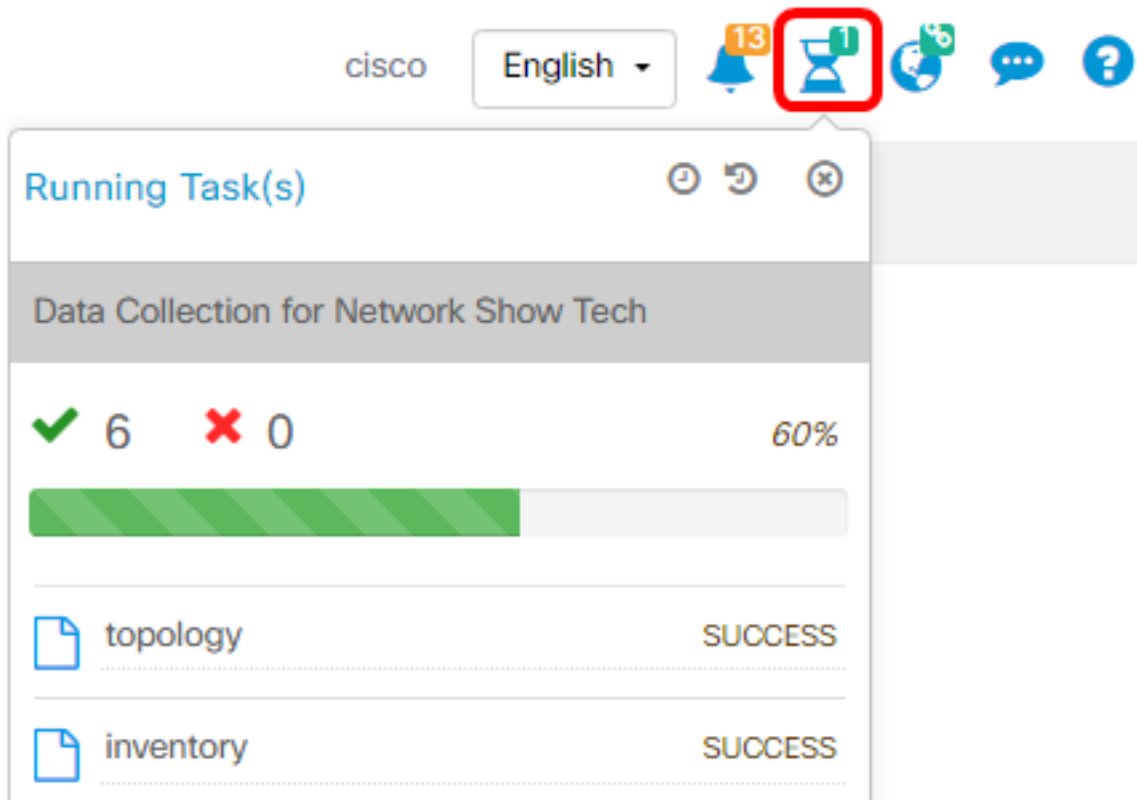 cisco English 13 1
Running Task(s)
Data Collection for Network Show Tech
6 0 60%
topology SUCCESS
inventory SUCCESS